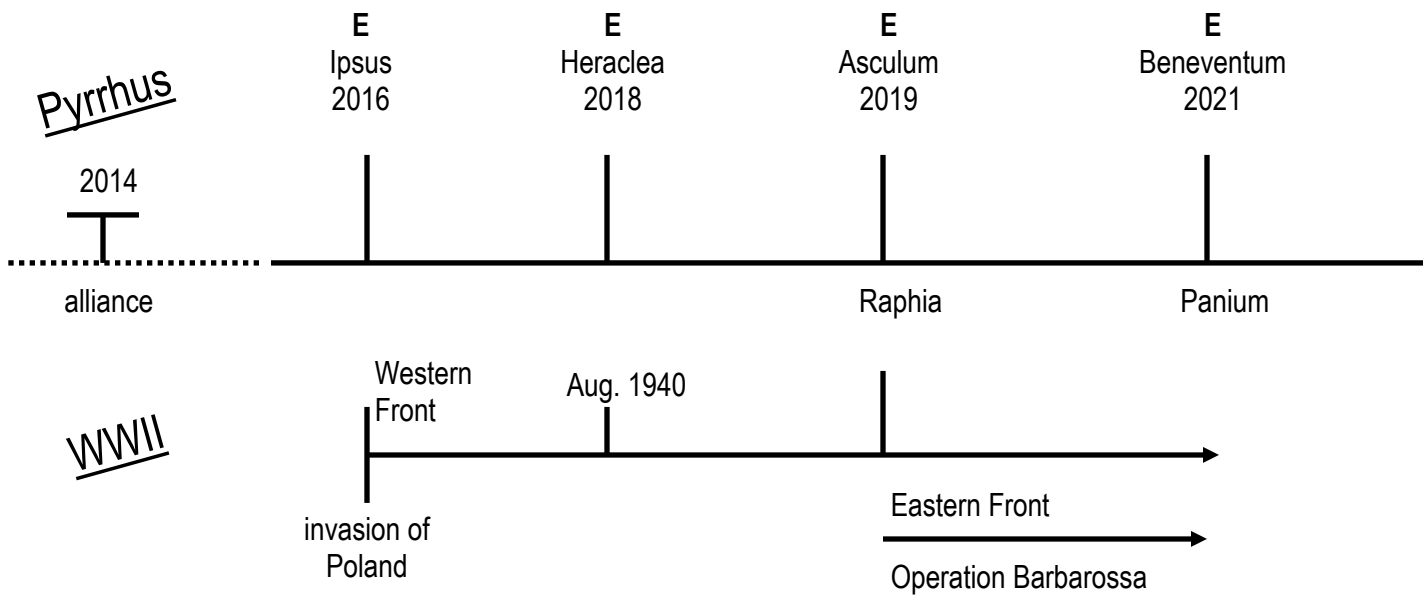 E
Ipsus
2016
E
Heraclea
2018
E
Asculum
2019
E
Beneventum
2021
Pyrrhus
2014
alliance
Raphia
Panium
Western
Front
Aug. 1940
WWII
invasion of
Poland
Eastern Front
Operation Barbarossa